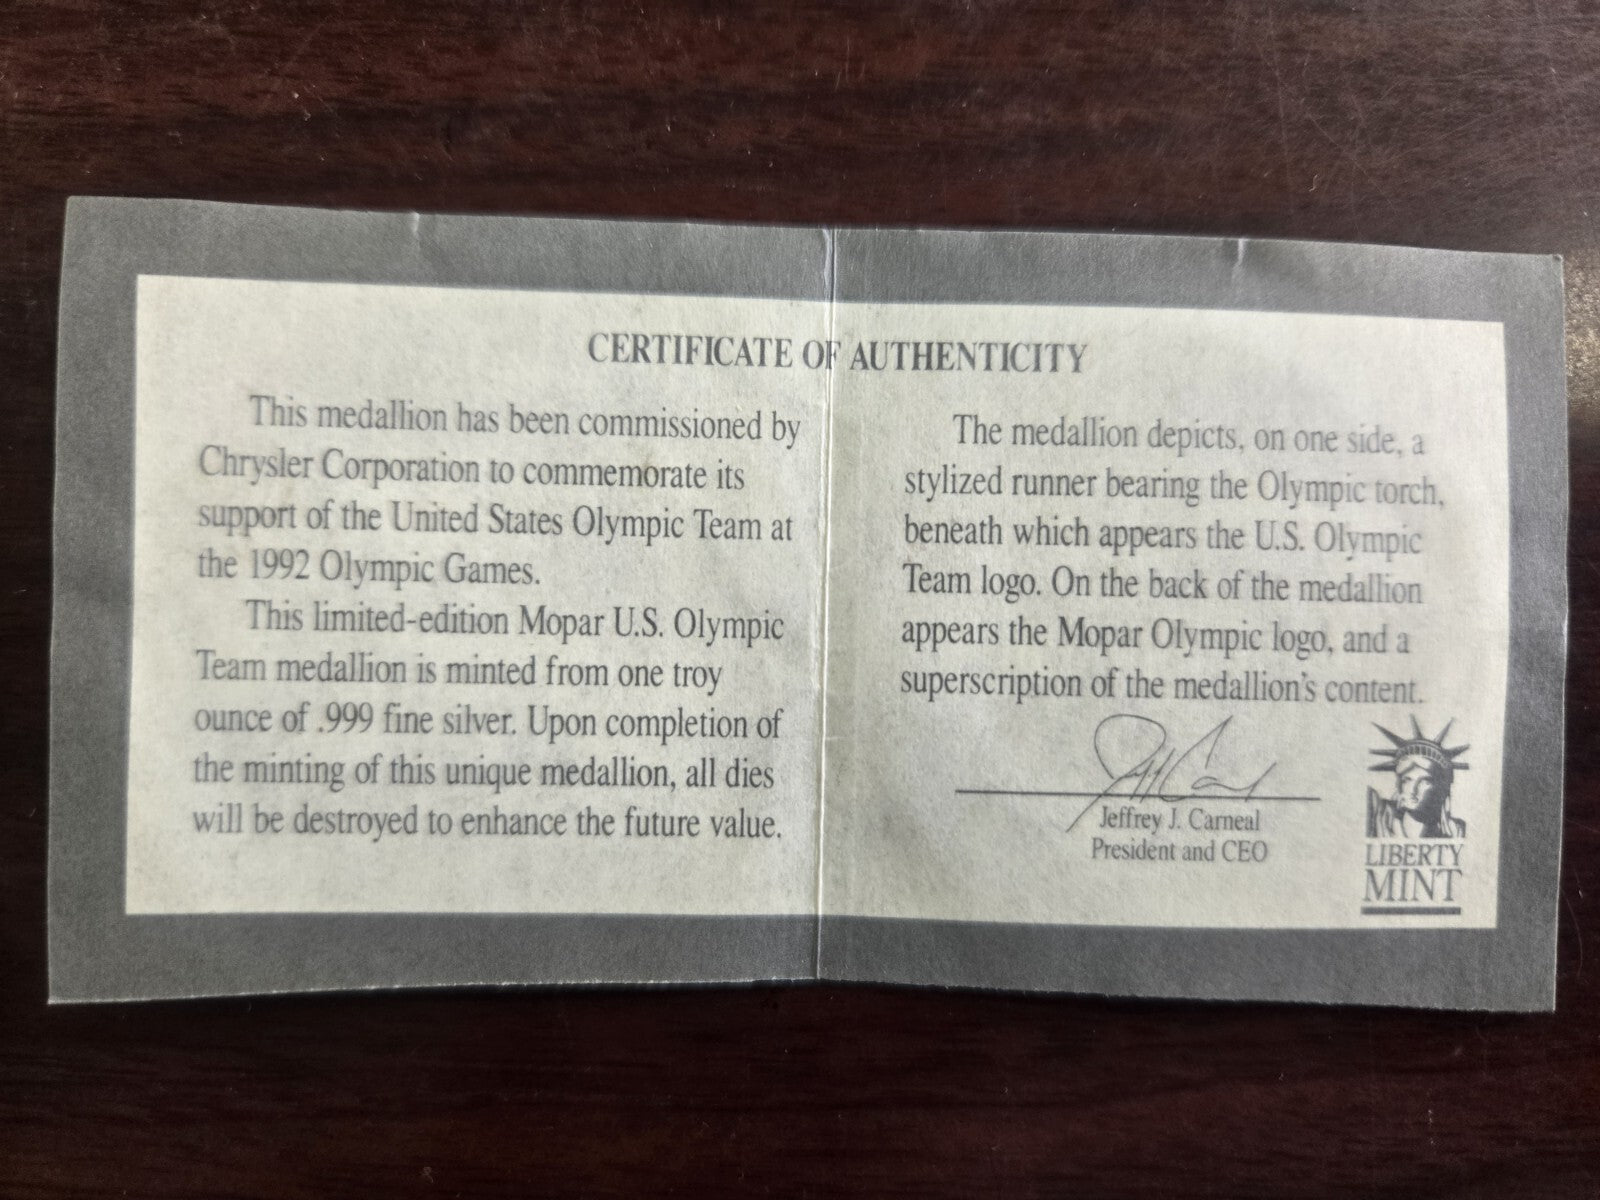 CERTIFICATE OF AUTHENTICITY
This medallion has been commissioned by
Chrysler Corporation to commemorate its
support of the United States Olympic Team at
the 1992 Olympic Games.
This limited-edition Mopar U.S. Olympic
Team medallion is minted from one troy
ounce of .999 fine silver. Upon completion of
the minting of this unique medallion, all dies
will be destroyed to enhance the future value.
The medallion depicts, on one side, a
stylized runner bearing the Olympic torch,
beneath which appears the U.S. Olympic
Team logo. On the back of the medallion
appears the Mopar Olympic logo, and a
superscription of the medallion's content.
Jeffrey J. Carneal
President and CEO
LIBERTY
MINT